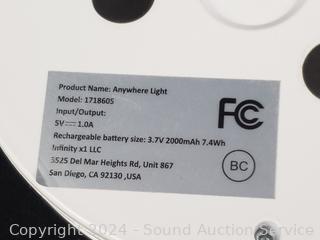 Product Name: Anywhere Light
Model: 1718605
Input/Output:
5V⎓1.0A
Rechargeable battery size: 3.7V 2000mAh 7.4Wh
Infinity x1 LLC
3525 Del Mar Heights Rd, Unit 867
San Diego, CA 92130 ,USA
FC
BC
Copyright 2024 - Sound Auction Service